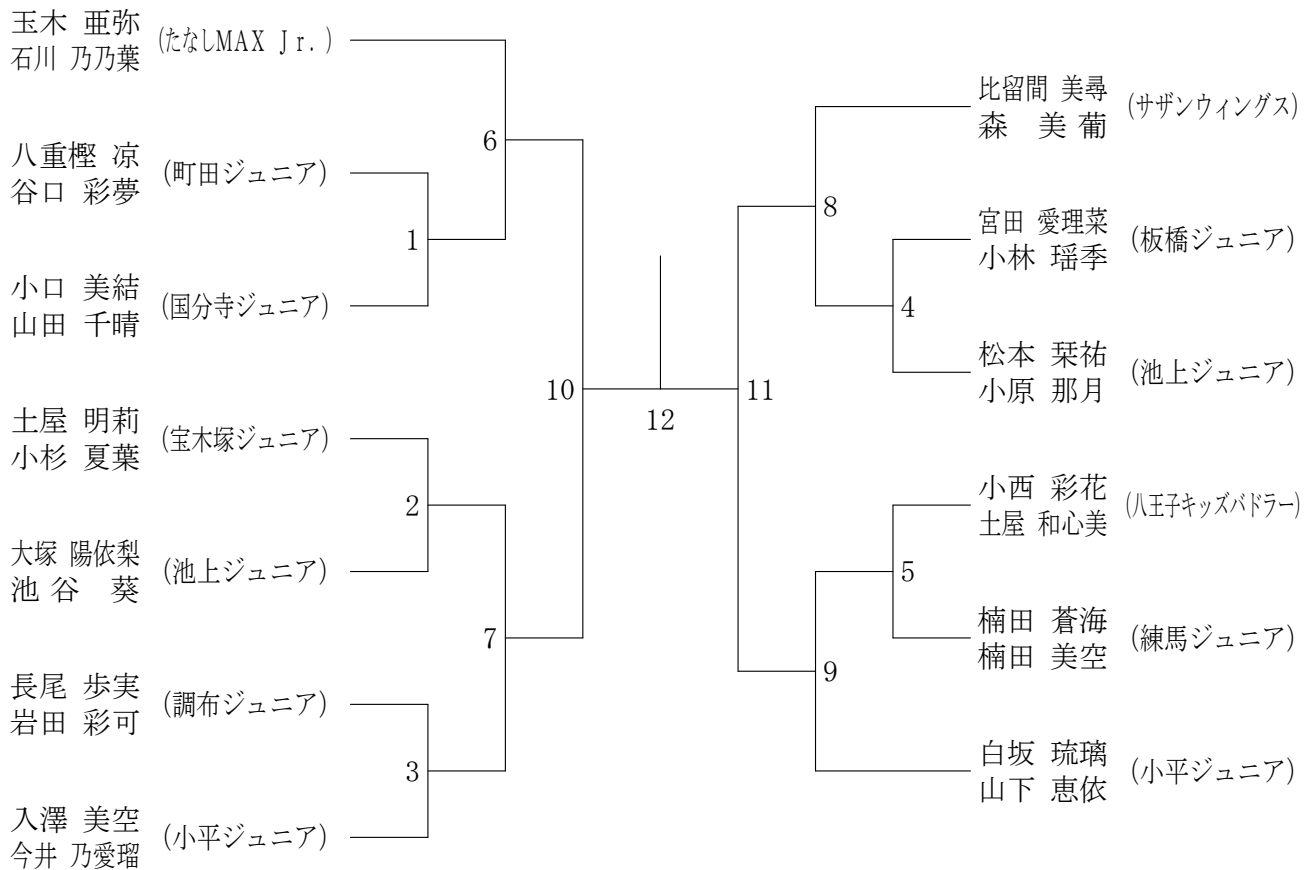 玉木 亜弥
石川 乃乃葉
(たなしMAX Jr.)
八重樫 凉
谷口 彩夢
(町田ジュニア)
小口 美結
山田 千晴
(国分寺ジュニア)
土屋 明莉
小杉 夏葉
(宝木塚ジュニア)
大塚 陽依梨
池谷 葵
(池上ジュニア)
長尾 歩実
岩田 彩可
(調布ジュニア)
入澤 美空
今井 乃愛瑠
(小平ジュニア)
6
1
10
2
7
3
12
比留間 美尋
森 美葡
(サザンウィングス)
宮田 愛理菜
小林 瑶季
(板橋ジュニア)
松本 栞祐
小原 那月
(池上ジュニア)
小西 彩花
土屋 和心美
(八王子キッズバドラー)
楠田 蒼海
楠田 美空
(練馬ジュニア)
白坂 琉璃
山下 恵依
(小平ジュニア)
8
4
11
5
9